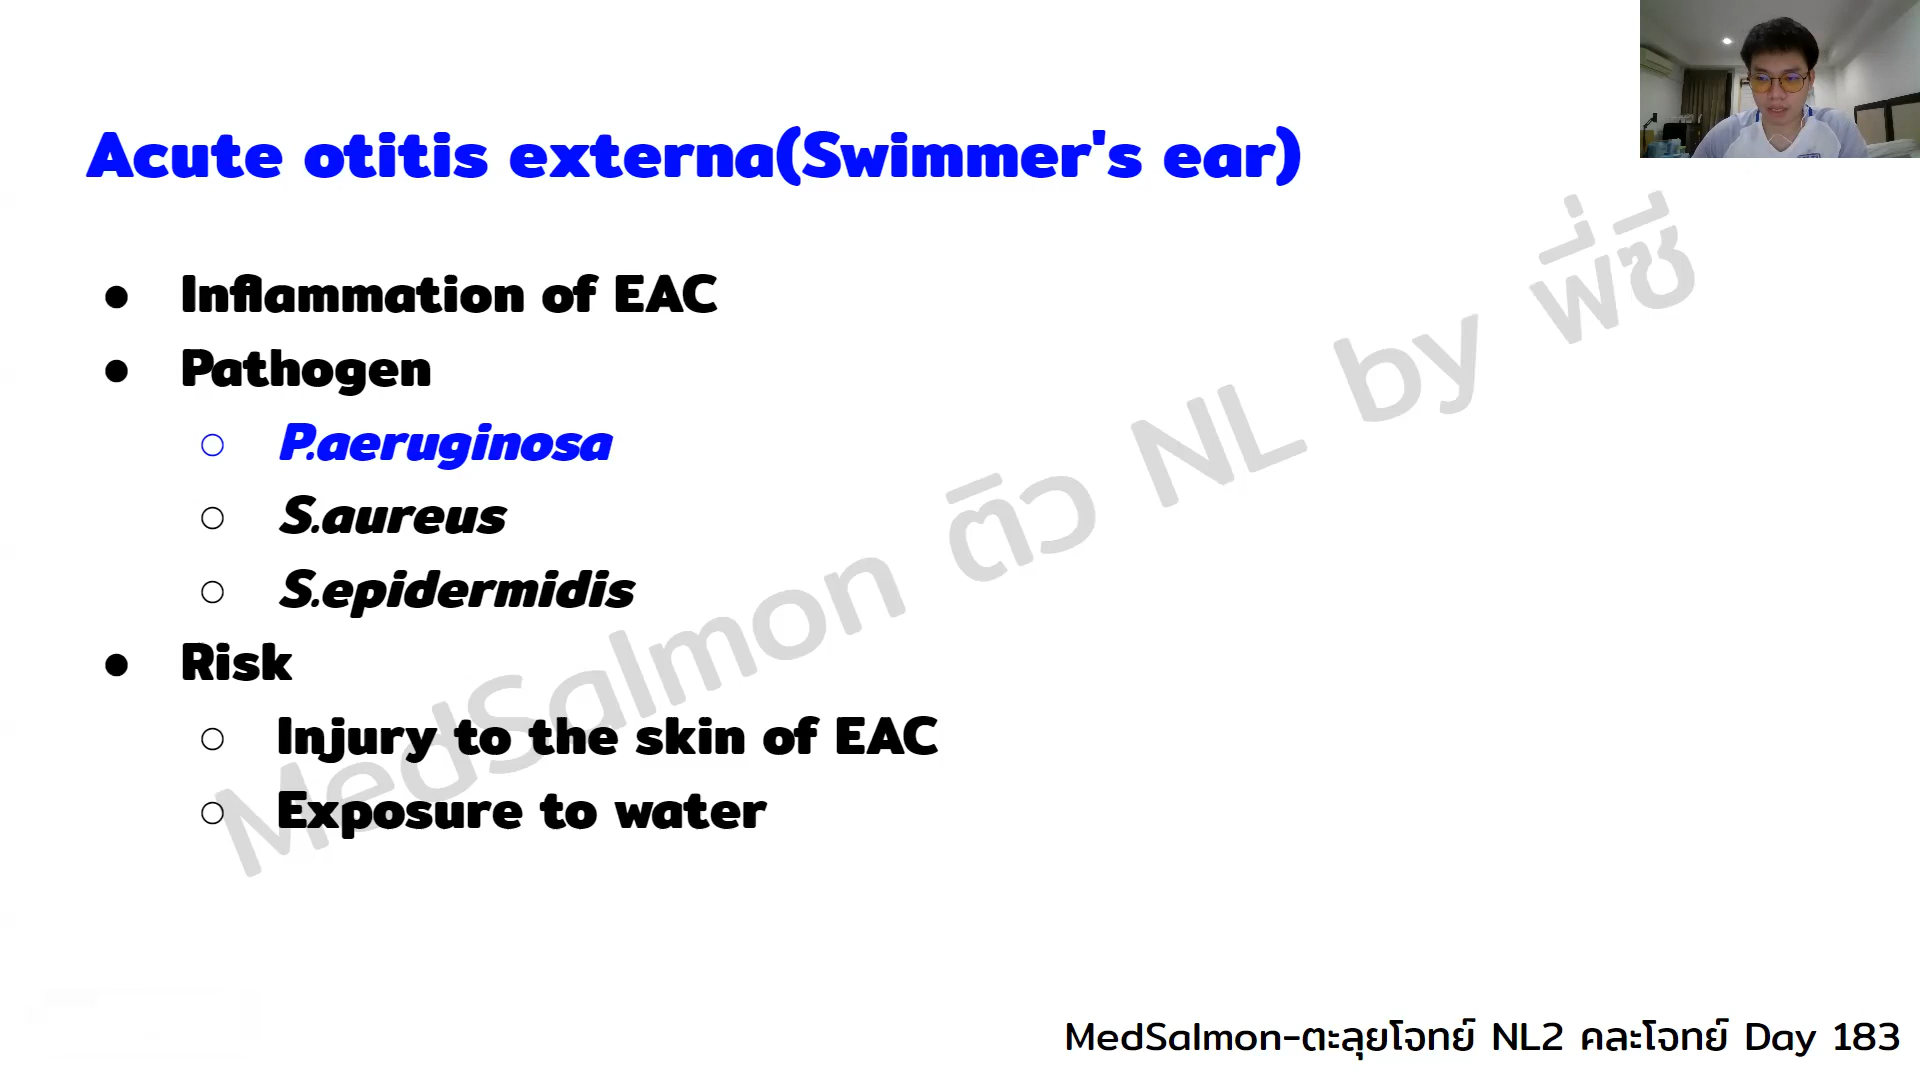 Acute otitis externa(Swimmer's ear)
● Inflammation of EAC
● Pathogen
○ P.aeruginosa
○ S.aureus
○ S.epidermidis
● Risk
○ Injury to the skin of EAC
○ Exposure to water
MedSalmon ติว NL by พี่ซี
MedSalmon-ตะลุยโจทย์ NL2 คละโจทย์ Day 183